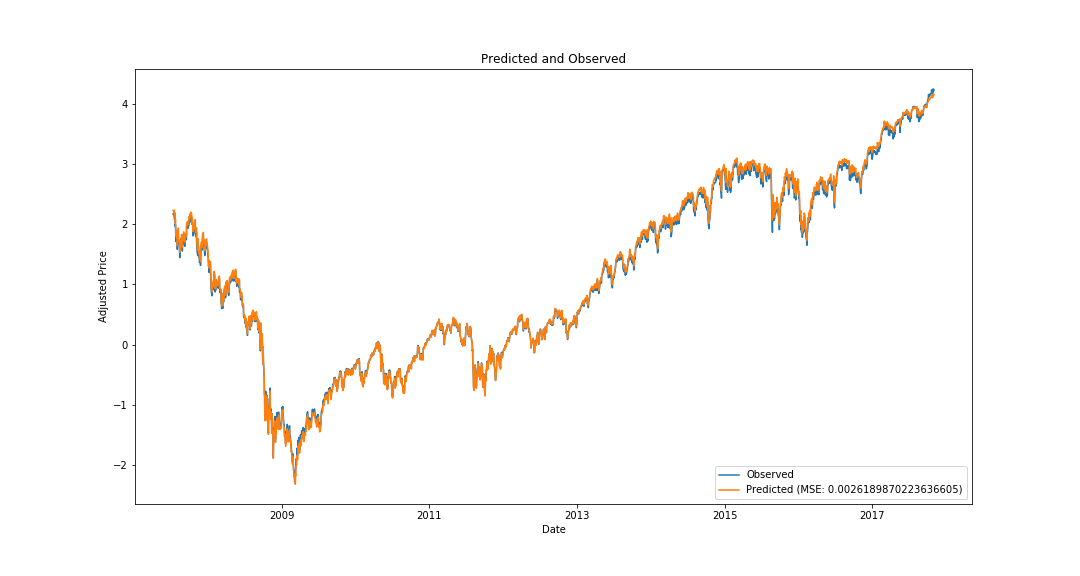 Predicted and Observed
Adjusted Price
4
3
2
1
0
−1
−2
2009
2011
2013
2015
2017
Date
Observed
Predicted (MSE: 0.0026189870223636605)